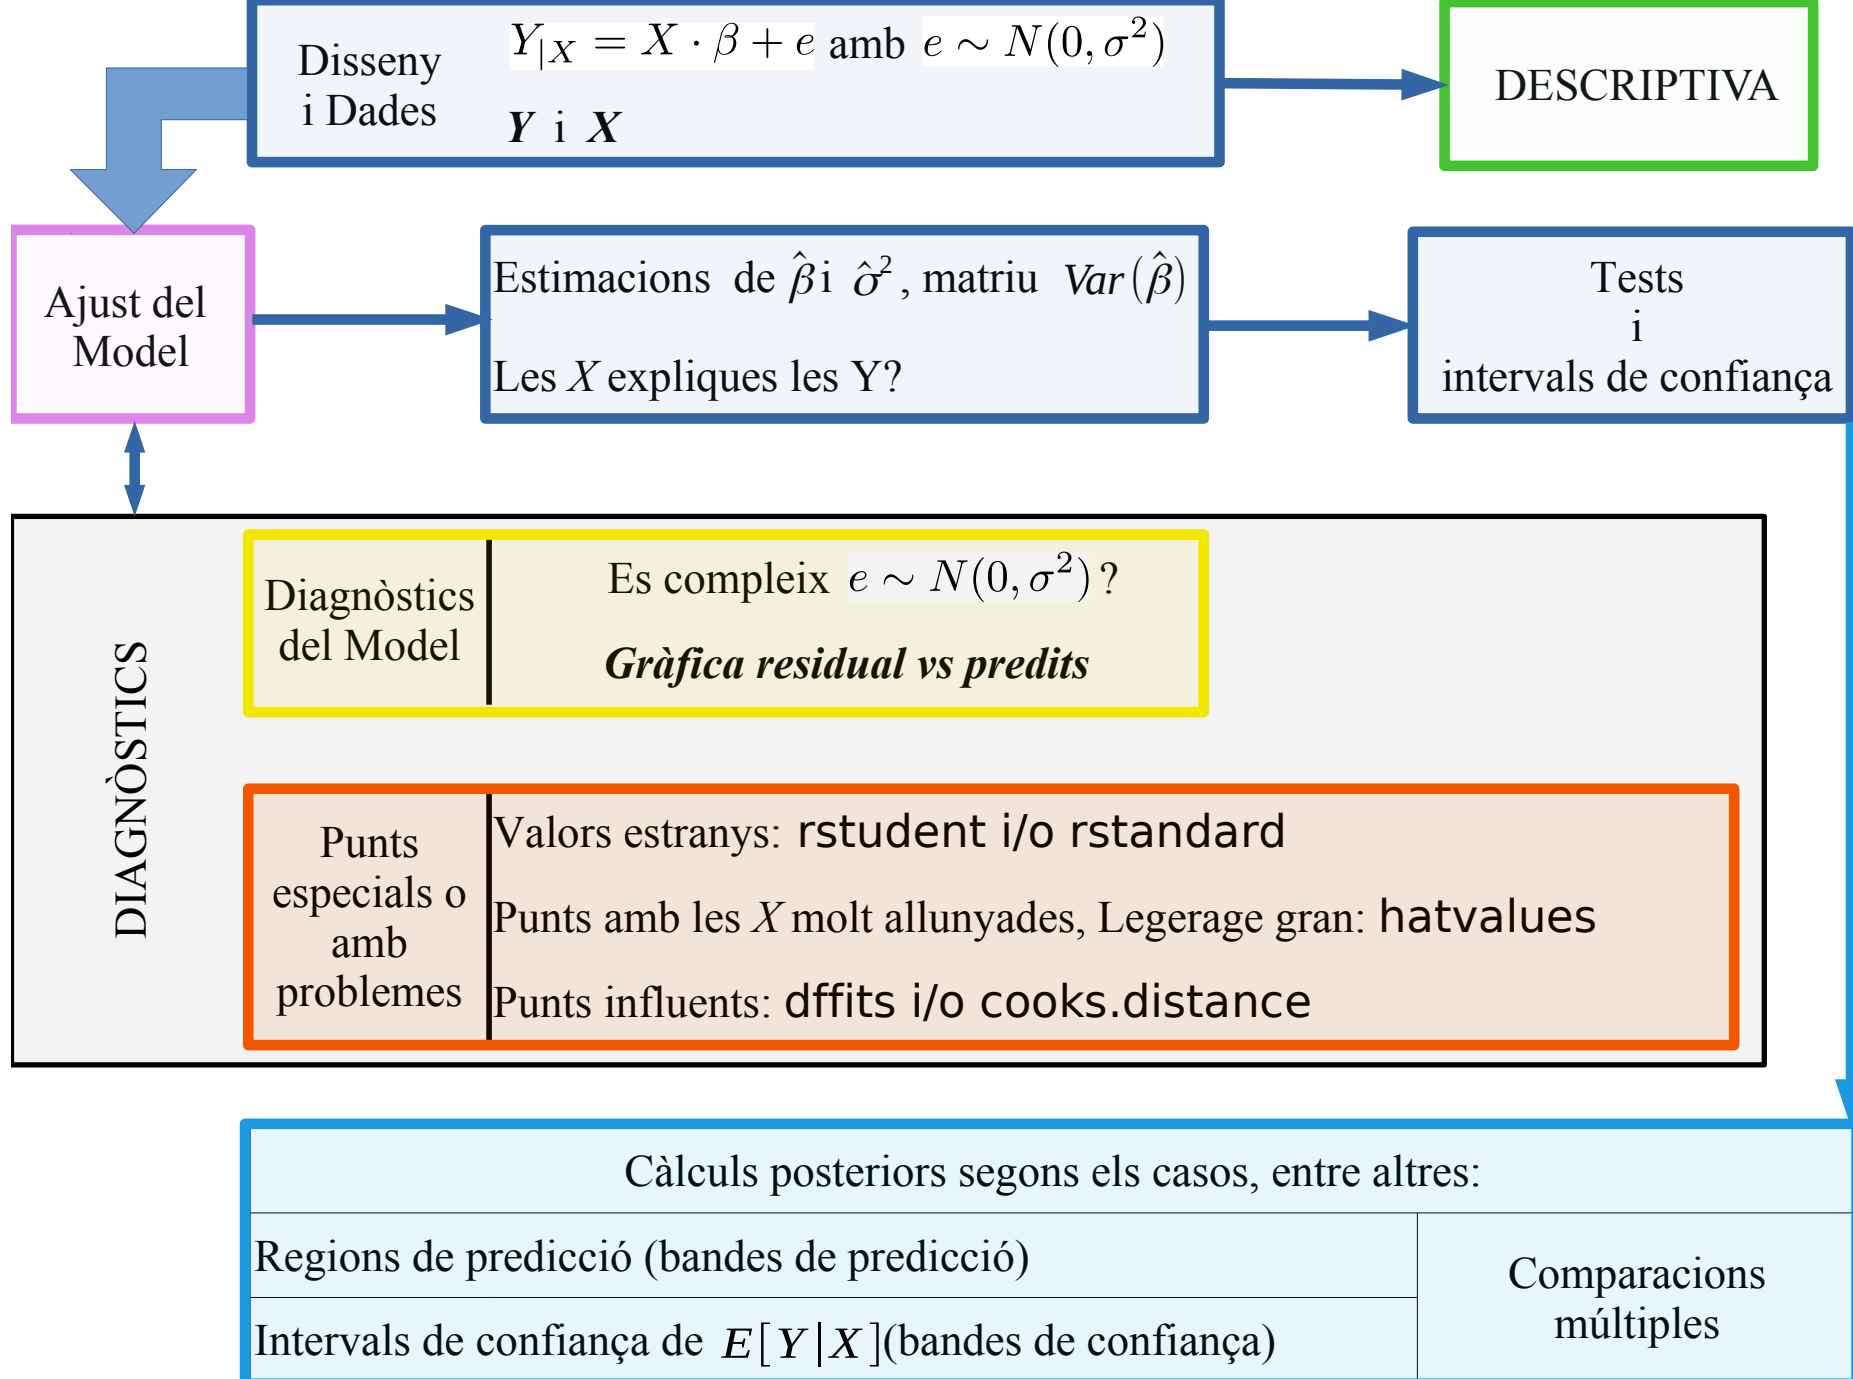 Disseny
i Dades
Y|X = X · β + e amb e ∼ N(0, σ²)
Y i X
DESCRIPTIVA
Ajust del
Model
Estimacions de β̂ i σ̂², matriu Var(β̂)
Les X expliques les Y?
Tests
i
intervals de confiança
DIAGNÒSTICS
Diagnòstics
del Model
Es compleix e ∼ N(0, σ²) ?
Gràfica residual vs predits
Punts
especials o
amb
problemes
Valors estranys: rstudent i/o rstandard
Punts amb les X molt allunyades, Legerage gran: hatvalues
Punts influents: dffits i/o cooks.distance
Càlculs posteriors segons els casos, entre altres:
Regions de predicció (bandes de predicció)
Intervals de confiança de E[Y|X](bandes de confiança)
Comparacions
múltiples